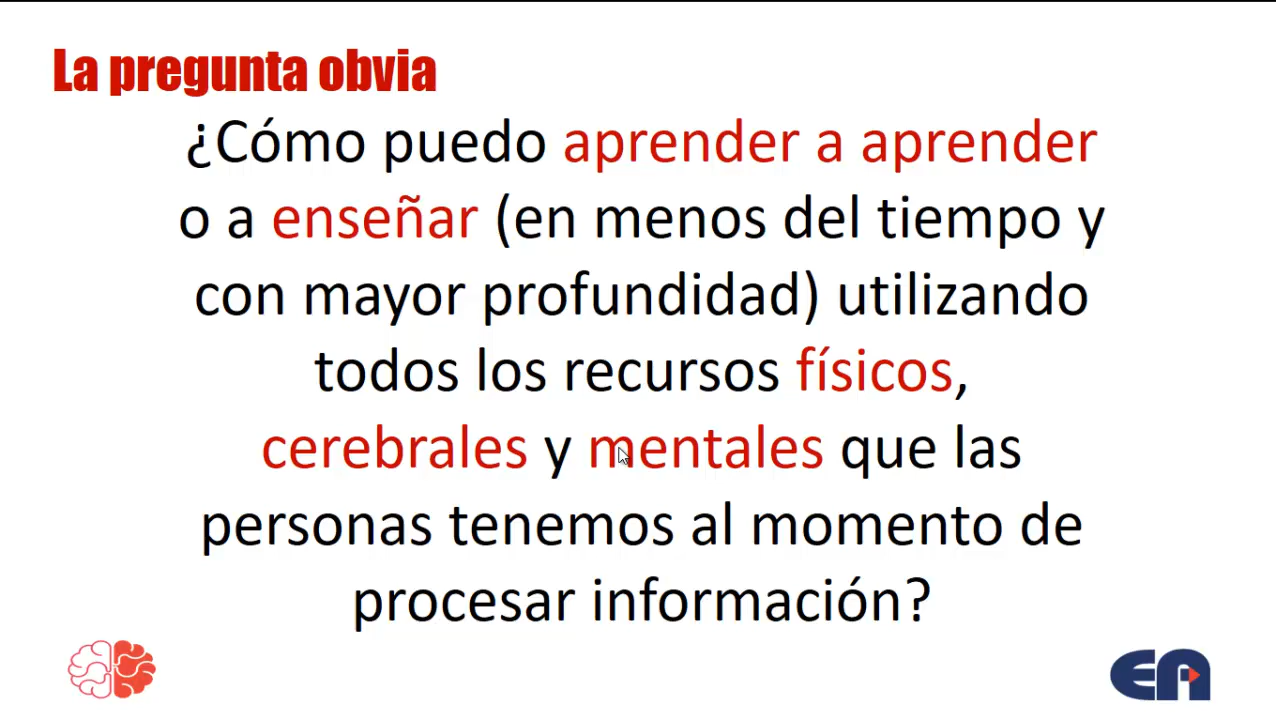 La pregunta obvia
¿Cómo puedo aprender a aprender
o a enseñar (en menos del tiempo y
con mayor profundidad) utilizando
todos los recursos físicos,
cerebrales y mentales que las
personas tenemos al momento de
procesar información?
EA